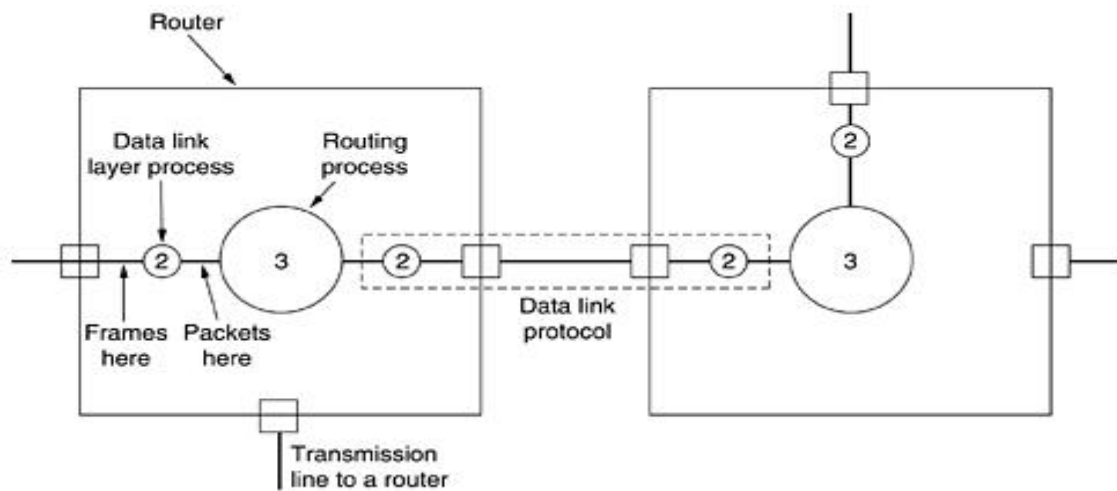 Router
Data link
layer process
Routing
process
2
2
3
2
2
3
Frames
here
Packets
here
Data link
protocol
Transmission
line to a router